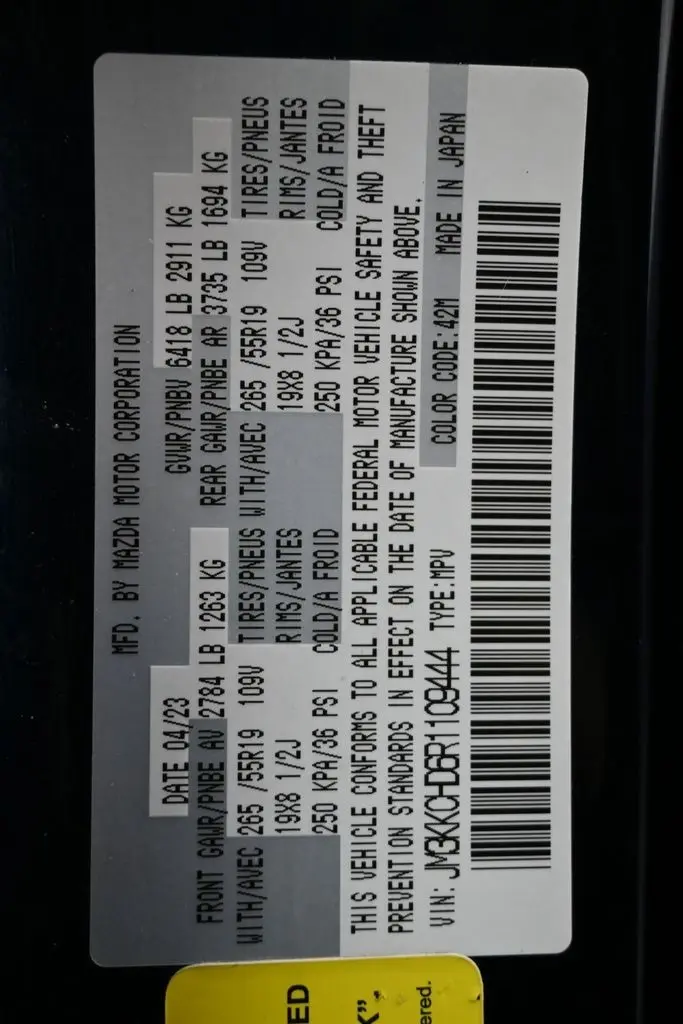 MFD. BY MAZDA MOTOR CORPORATION
DATE 04/23 GVWR/PNBV 6418 LB 2911 KG
FRONT GAWR/PNBE AV 2784 LB 1263 KG REAR GAWR/PNBE AR 3735 LB 1694 KG
WITH/AVEC 265 /55R19 109V TIRES/PNEUS WITH/AVEC 265 /55R19 109V TIRES/PNEUS
19X8 1/2J RIMS/JANTES 19X8 1/2J RIMS/JANTES
250 KPA/36 PSI COLD/A FROID 250 KPA/36 PSI COLD/A FROID
THIS VEHICLE CONFORMS TO ALL APPLICABLE FEDERAL MOTOR VEHICLE SAFETY AND THEFT
PREVENTION STANDARDS IN EFFECT ON THE DATE OF MANUFACTURE SHOWN ABOVE.
VIN: JM3KKCHD6R1109444 TYPE:MPV COLOR CODE:42M MADE IN JAPAN
ED
K”,
ered.